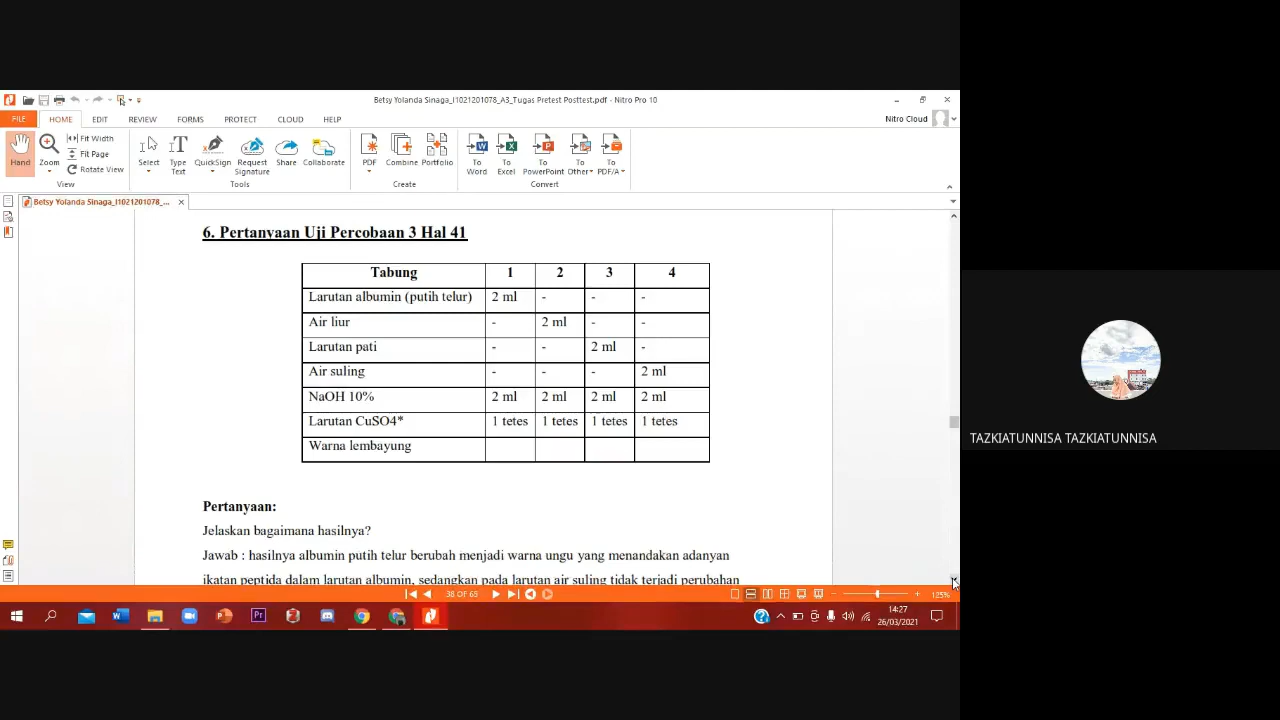 Betsy Yolanda Sinaga_I1021201078_A3_Tugas Pretest Posttest.pdf - Nitro Pro 10
FILE HOME EDIT REVIEW FORMS PROTECT CLOUD HELP Nitro Cloud
Hand Zoom Fit Width Fit Page Rotate View Select Type Text QuickSign Request Signature Share Collaborate PDF Combine Portfolio To Word To Excel To PowerPoint To Other To PDF/A
View Tools Create Convert
Betsy Yolanda Sinaga_I1021201078_...
6. Pertanyaan Uji Percobaan 3 Hal 41
Tabung 1 2 3 4
Larutan albumin (putih telur) 2 ml - - -
Air liur - 2 ml - -
Larutan pati - - 2 ml -
Air suling - - - 2 ml
NaOH 10% 2 ml 2 ml 2 ml 2 ml
Larutan CuSO4* 1 tetes 1 tetes 1 tetes 1 tetes
Warna lembayung
Pertanyaan:
Jelaskan bagaimana hasilnya?
Jawab : hasilnya albumin putih telur berubah menjadi warna ungu yang menandakan adanyan
ikatan peptida dalam larutan albumin, sedangkan pada larutan air suling tidak terjadi perubahan
38 OF 69 125%
14:27
26/03/2021
TAZKIATUNNISA TAZKIATUNNISA